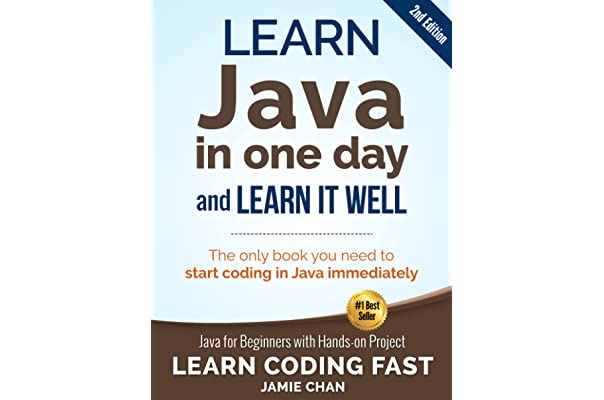 2nd Edition
LEARN
Java
in one day
and LEARN IT WELL
The only book you need to
start coding in Java immediately
#1 Best
Seller
Java for Beginners with Hands-on Project
LEARN CODING FAST
JAMIE CHAN